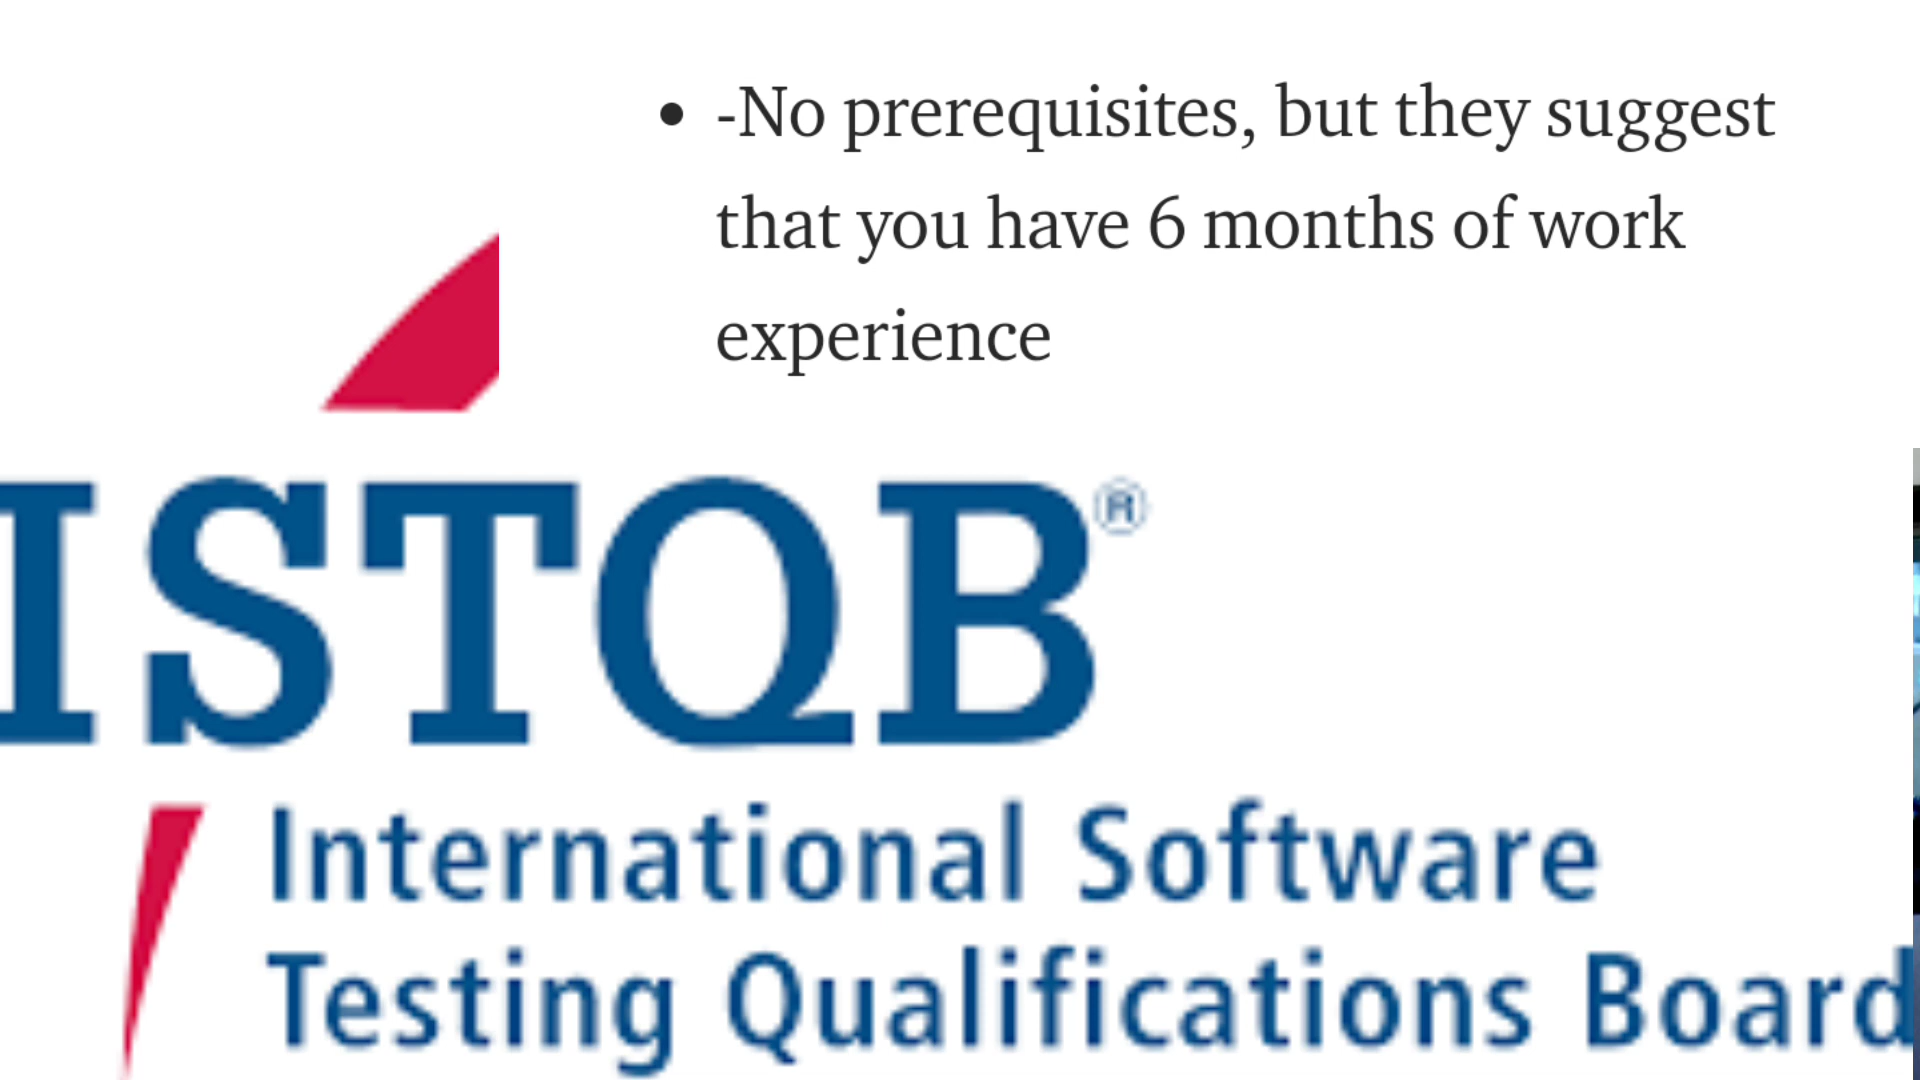 • -No prerequisites, but they suggest
that you have 6 months of work
experience
ISTQB®
International Software
Testing Qualifications Board